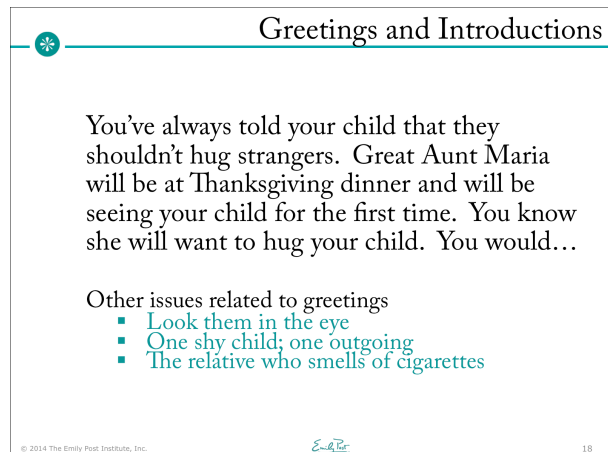 Greetings and Introductions
You’ve always told your child that they
shouldn’t hug strangers.  Great Aunt Maria
will be at Thanksgiving dinner and will be
seeing your child for the first time.  You know
she will want to hug your child.  You would…
Other issues related to greetings
▪ Look them in the eye
▪ One shy child; one outgoing
▪ The relative who smells of cigarettes
© 2014 The Emily Post Institute, Inc.
Emily Post
18